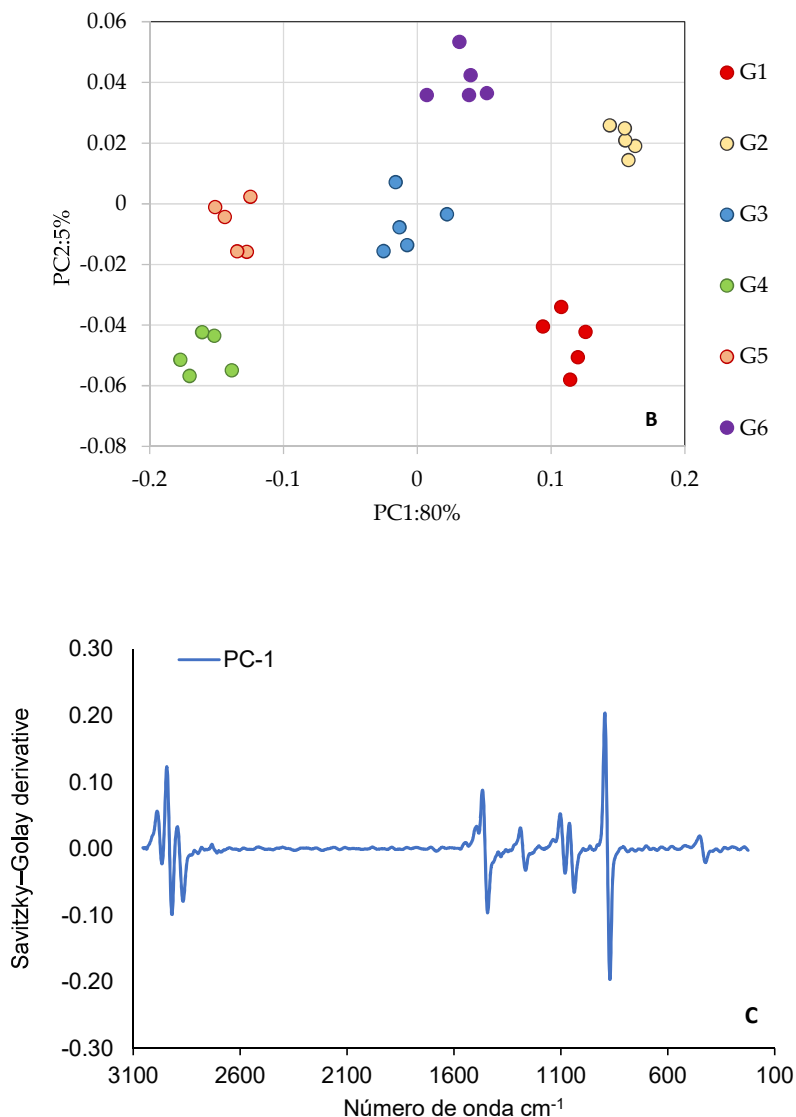 0.06
0.04
0.02
0
-0.02
-0.04
-0.06
-0.08
-0.2
-0.1
0
0.1
0.2
PC2:5%
PC1:80%
B
G1
G2
G3
G4
G5
G6
0.30
0.20
0.10
0.00
-0.10
-0.20
-0.30
3100
2600
2100
1600
1100
600
100
PC-1
Savitzky–Golay derivative
C
Número de onda cm-1